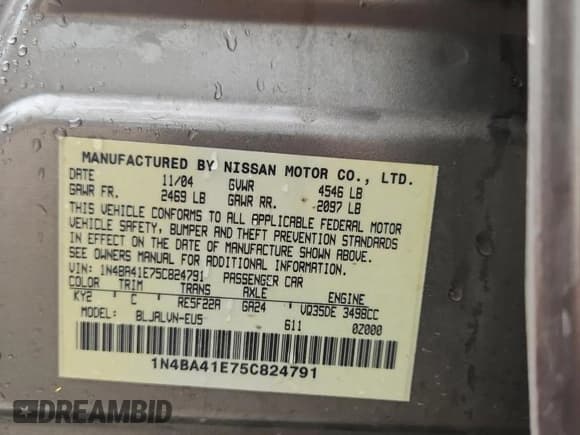 MANUFACTURED BY NISSAN MOTOR CO., LTD.
DATE 11/04 GVWR 4546 LB
GAWR FR. 2469 LB GAWR RR. 2097 LB
THIS VEHICLE CONFORMS TO ALL APPLICABLE FEDERAL MOTOR
VEHICLE SAFETY, BUMPER AND THEFT PREVENTION STANDARDS
IN EFFECT ON THE DATE OF MANUFACTURE SHOWN ABOVE.
SEE OWNERS MANUAL FOR ADDITIONAL INFORMATION.
VIN: 1N4BA41E75C824791 PASSENGER CAR
COLOR TRIM TRANS AXLE ENGINE
KY2 C RE5F22A GA24 VQ35DE 3498CC
MODEL: BLJALVN-EU5 611 0Z000
1N4BA41E75C824791
DREAMBID